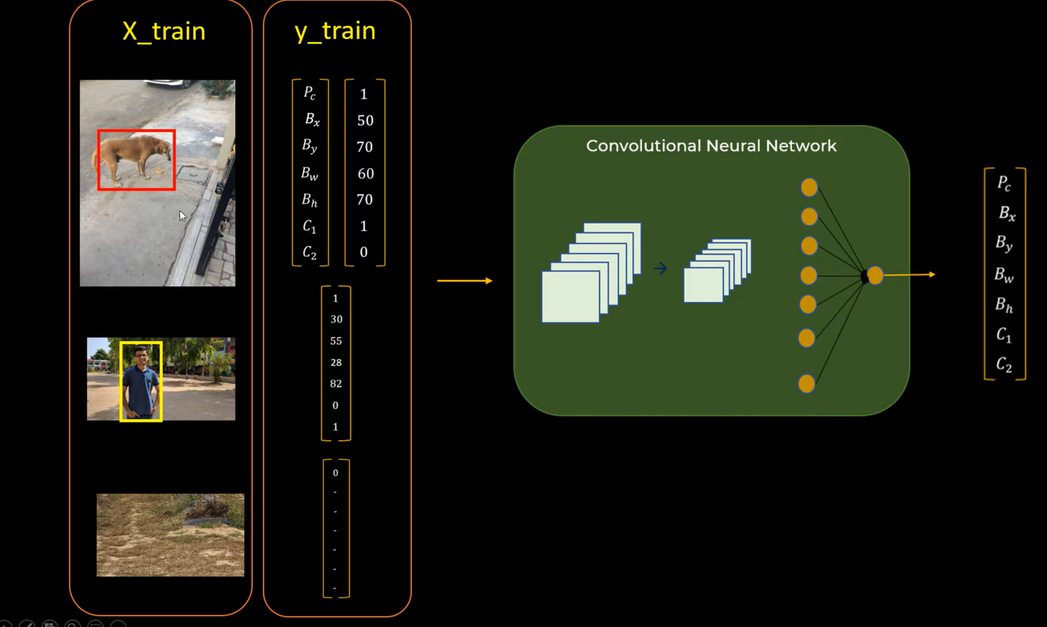 X_train
y_train
P_c 1
B_x 50
B_y 70
B_w 60
B_h 70
C_1 1
C_2 0
1
30
55
28
82
0
1
0
-
-
-
-
-
-
Convolutional Neural Network
P_c
B_x
B_y
B_w
B_h
C_1
C_2